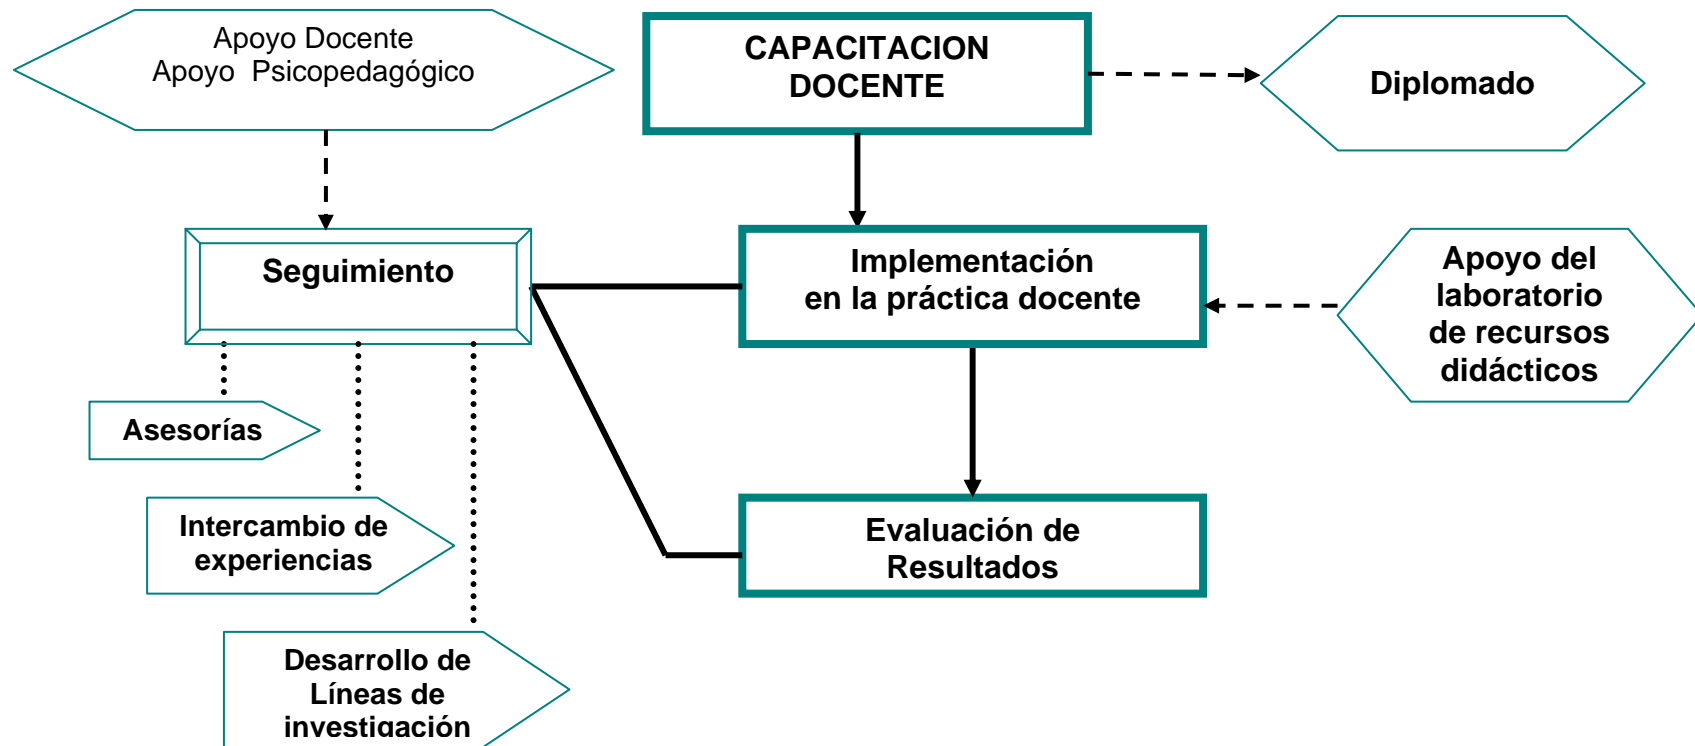 Apoyo Docente
Apoyo Psicopedagógico
CAPACITACION
DOCENTE
Diplomado
Seguimiento
Implementación
en la práctica docente
Apoyo del
laboratorio
de recursos
didácticos
Asesorías
Intercambio de
experiencias
Evaluación de
Resultados
Desarrollo de
Líneas de
investigación